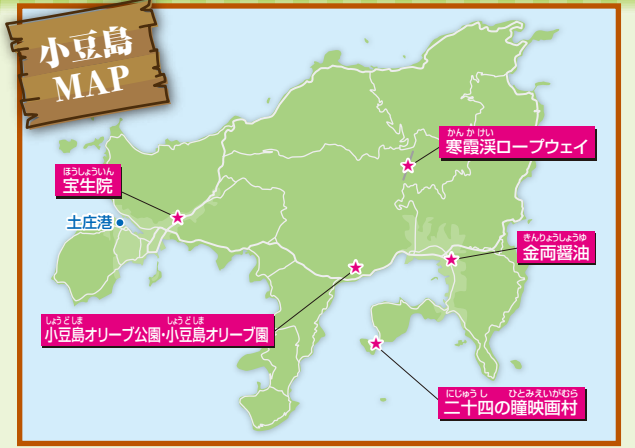 小豆島
MAP
かんかけい
寒霞渓ロープウェイ
ほうしょういん
宝生院
土庄港
きんりょうしょうゆ
金両醤油
しょうどしま しょうどしま
小豆島オリーブ公園・小豆島オリーブ園
にじゅうし ひとみえいがむら
二十四の瞳映画村